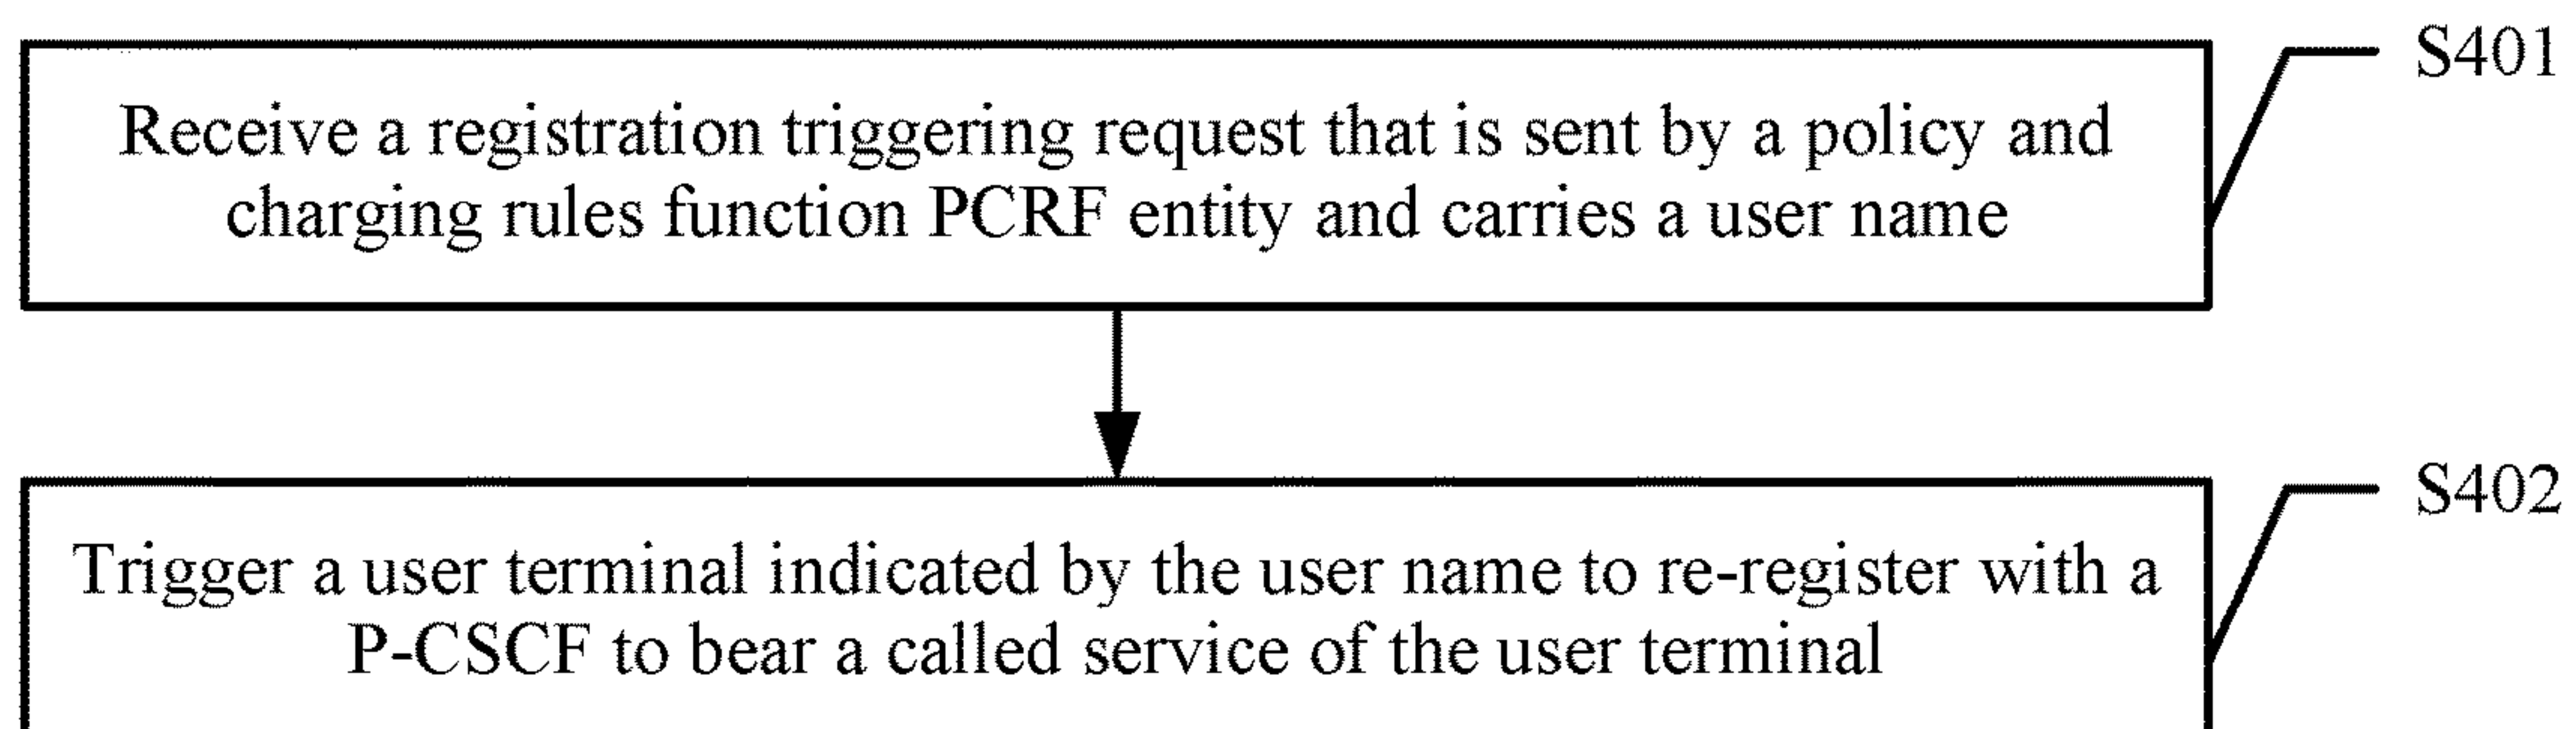 S401
Receive a registration triggering request that is sent by a policy and
charging rules function PCRF entity and carries a user name
S402
Trigger a user terminal indicated by the user name to re-register with a
P-CSCF to bear a called service of the user terminal